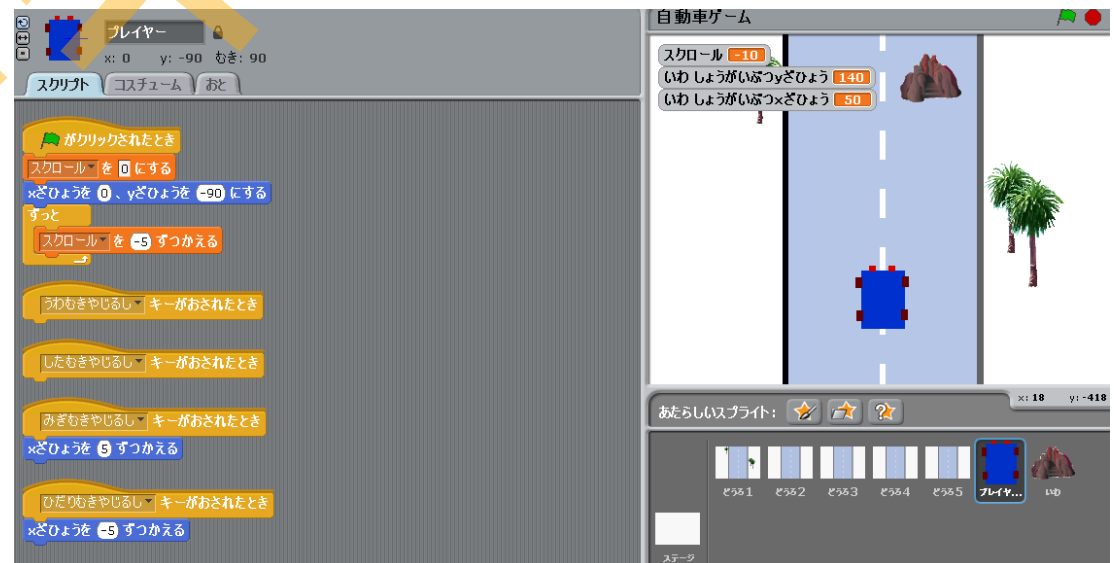 プレイヤー
x: 0 y: -90 むき: 90
スクリプト コスチューム おと
がクリックされたとき
スクロール を 0 にする
xざひょうを 0 、yざひょうを -90 にする
ずっと
スクロール を -5 ずつかえる
うわむきやじるし キーがおされたとき
したむきやじるし キーがおされたとき
みぎむきやじるし キーがおされたとき
xざひょうを 5 ずつかえる
ひだりむきやじるし キーがおされたとき
xざひょうを -5 ずつかえる
自動車ゲーム
スクロール -10
いわ しょうがいぶつyざひょう 140
いわ しょうがいぶつxざひょう 50
x: 18 y: -418
あたらしいスプライト:
どうろ1 どうろ2 どうろ3 どうろ4 どうろ5 プレイヤ... いわ
ステージ